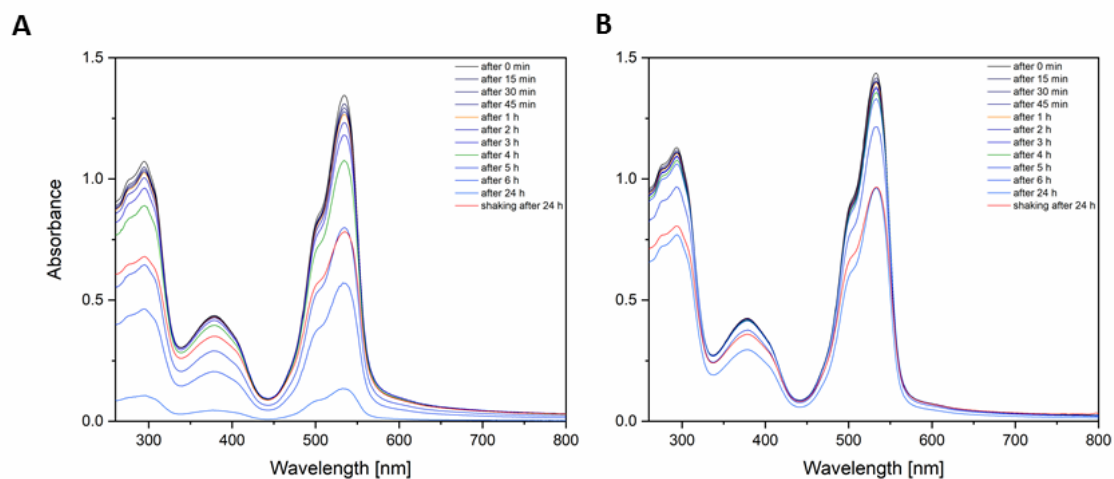 A
1.5
1.0
0.5
0.0
Absorbance
300 400 500 600 700 800
Wavelength [nm]
after 0 min
after 15 min
after 30 min
after 45 min
after 1 h
after 2 h
after 3 h
after 4 h
after 5 h
after 6 h
after 24 h
shaking after 24 h
B
1.5
1.0
0.5
0.0
300 400 500 600 700 800
Wavelength [nm]
after 0 min
after 15 min
after 30 min
after 45 min
after 1 h
after 2 h
after 3 h
after 4 h
after 5 h
after 6 h
after 24 h
shaking after 24 h